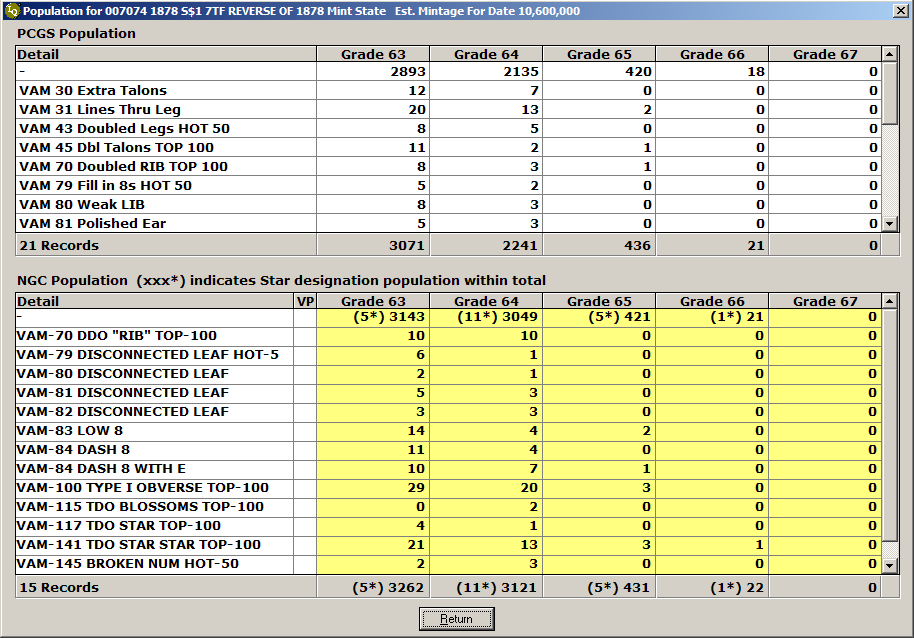 Population for 007074 1878 S$1 7TF REVERSE OF 1878 Mint State Est. Mintage For Date 10,600,000
PCGS Population
Detail Grade 63 Grade 64 Grade 65 Grade 66 Grade 67
- 2893 2135 420 18 0
VAM 30 Extra Talons 12 7 0 0 0
VAM 31 Lines Thru Leg 20 13 2 0 0
VAM 43 Doubled Legs HOT 50 8 5 0 0 0
VAM 45 Dbl Talons TOP 100 11 2 1 0 0
VAM 70 Doubled RIB TOP 100 8 3 1 0 0
VAM 79 Fill in 8s HOT 50 5 2 0 0 0
VAM 80 Weak LIB 8 3 0 0 0
VAM 81 Polished Ear 5 3 0 0 0
21 Records 3071 2241 436 21 0
NGC Population (xxx*) indicates Star designation population within total
Detail VP Grade 63 Grade 64 Grade 65 Grade 66 Grade 67
- (5*) 3143 (11*) 3049 (5*) 421 (1*) 21 0
VAM-70 DDO "RIB" TOP-100 10 10 0 0 0
VAM-79 DISCONNECTED LEAF HOT-5 6 1 0 0 0
VAM-80 DISCONNECTED LEAF 2 1 0 0 0
VAM-81 DISCONNECTED LEAF 5 3 0 0 0
VAM-82 DISCONNECTED LEAF 3 3 0 0 0
VAM-83 LOW 8 14 4 2 0 0
VAM-84 DASH 8 11 4 0 0 0
VAM-84 DASH 8 WITH E 10 7 1 0 0
VAM-100 TYPE I OBVERSE TOP-100 29 20 3 0 0
VAM-115 TDO BLOSSOMS TOP-100 0 2 0 0 0
VAM-117 TDO STAR TOP-100 4 1 0 0 0
VAM-141 TDO STAR STAR TOP-100 21 13 3 1 0
VAM-145 BROKEN NUM HOT-50 2 3 0 0 0
15 Records (5*) 3262 (11*) 3121 (5*) 431 (1*) 22 0
Return